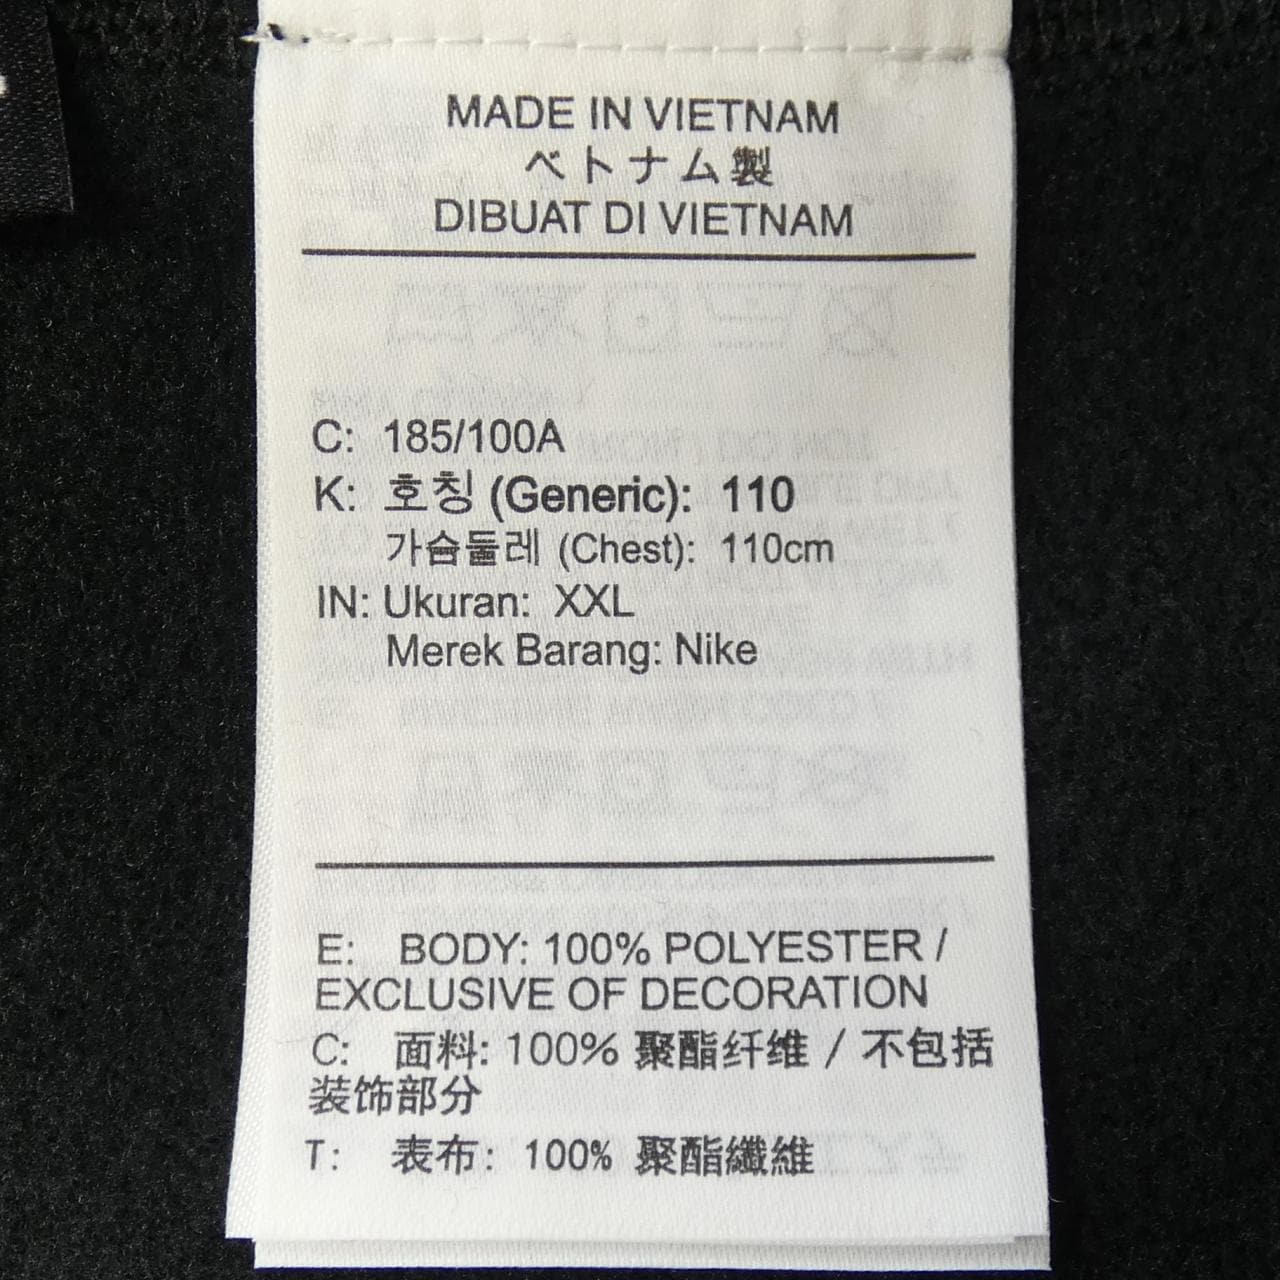 MADE IN VIETNAM
ベトナム製
DIBUAT DI VIETNAM
C: 185/100A
K: 호칭 (Generic): 110
가슴둘레 (Chest): 110cm
IN: Ukuran: XXL
Merek Barang: Nike
E: BODY: 100% POLYESTER /
EXCLUSIVE OF DECORATION
C: 面料: 100% 聚酯纤维 / 不包括
装饰部分
T: 表布: 100% 聚酯纖維